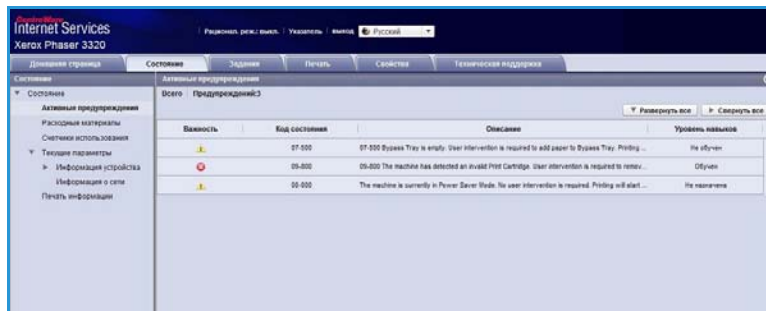 CentreWare
Internet Services
Xerox Phaser 3320
Рационал. реж.: выкл. Указатель выход Русский
Домашняя страница Состояние Задания Печать Свойства Техническая поддержка
Состояние Активные предупреждения
Состояние Всего Предупреждений:3
Активные предупреждения Развернуть все Свернуть все
Расходные материалы
Счетчики использования
Важность Код состояния Описание Уровень навыков
Текущие параметры
07-500 07-500 Bypass Tray is empty. User intervention is required to add paper to Bypass Tray. Printing ... Не обучен
Информация устройства
09-800 09-800 The machine has detected an invalid Print Cartridge. User intervention is required to remov... Обучен
Информация о сети
The machine is currently in Power Saver Mode. No user intervention is required. Printing will start ... Не назначена
Печать информации